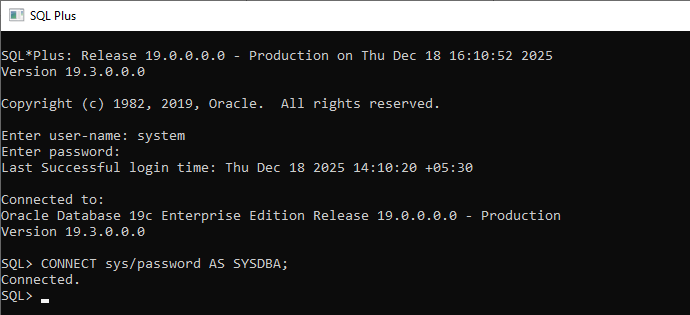 SQL Plus
SQL*Plus: Release 19.0.0.0.0 - Production on Thu Dec 18 16:10:52 2025
Version 19.3.0.0.0
Copyright (c) 1982, 2019, Oracle.  All rights reserved.
Enter user-name: system
Enter password:
Last Successful login time: Thu Dec 18 2025 14:10:20 +05:30
Connected to:
Oracle Database 19c Enterprise Edition Release 19.0.0.0.0 - Production
Version 19.3.0.0.0
SQL> CONNECT sys/password AS SYSDBA;
Connected.
SQL>